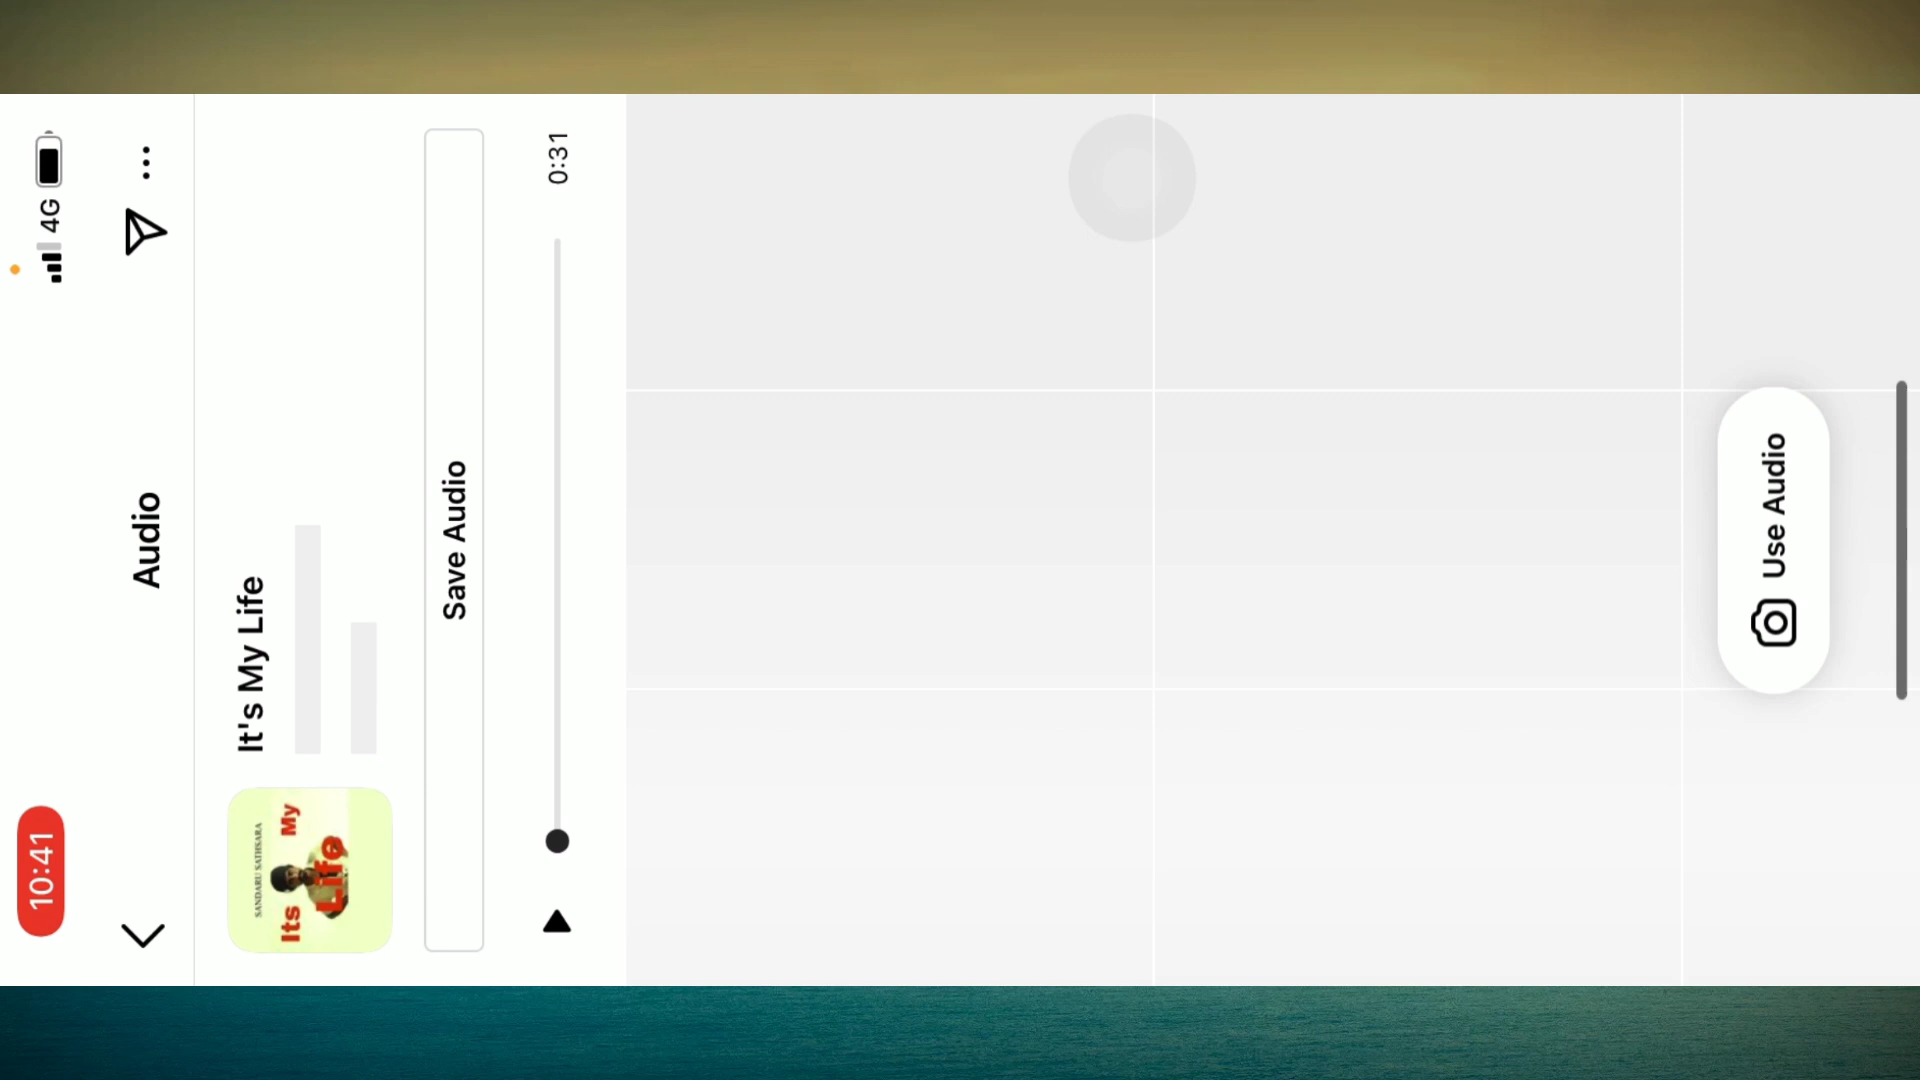 10:41
4G
Audio
It's My Life
SANDARU SATHSARA
Its My
Life
Save Audio
0:31
Use Audio